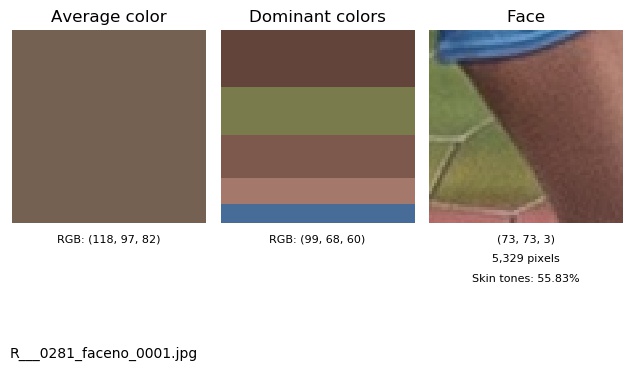 Average color
Dominant colors
Face
RGB: (118, 97, 82)
RGB: (99, 68, 60)
(73, 73, 3)
5,329 pixels
Skin tones: 55.83%
R___0281_faceno_0001.jpg